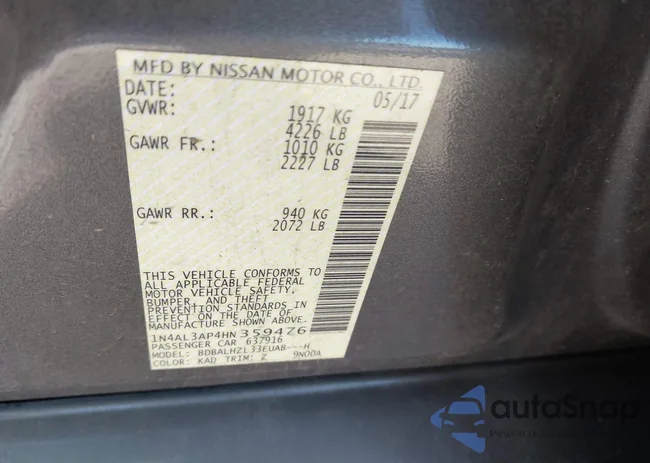 MFD BY NISSAN MOTOR CO., LTD.
DATE: 05/17
GVWR: 1917 KG
4226 LB
GAWR FR.: 1010 KG
2227 LB
GAWR RR.: 940 KG
2072 LB
THIS VEHICLE CONFORMS TO
ALL APPLICABLE FEDERAL
MOTOR VEHICLE SAFETY,
BUMPER, AND THEFT
PREVENTION STANDARDS IN
EFFECT ON THE DATE OF
MANUFACTURE SHOWN ABOVE.
1N4AL3AP4HN359476
PASSENGER CAR 637916
MODEL: BDBALHZL33EUAB---H
COLOR: KAD TRIM: Z 9N00A
autoSnap